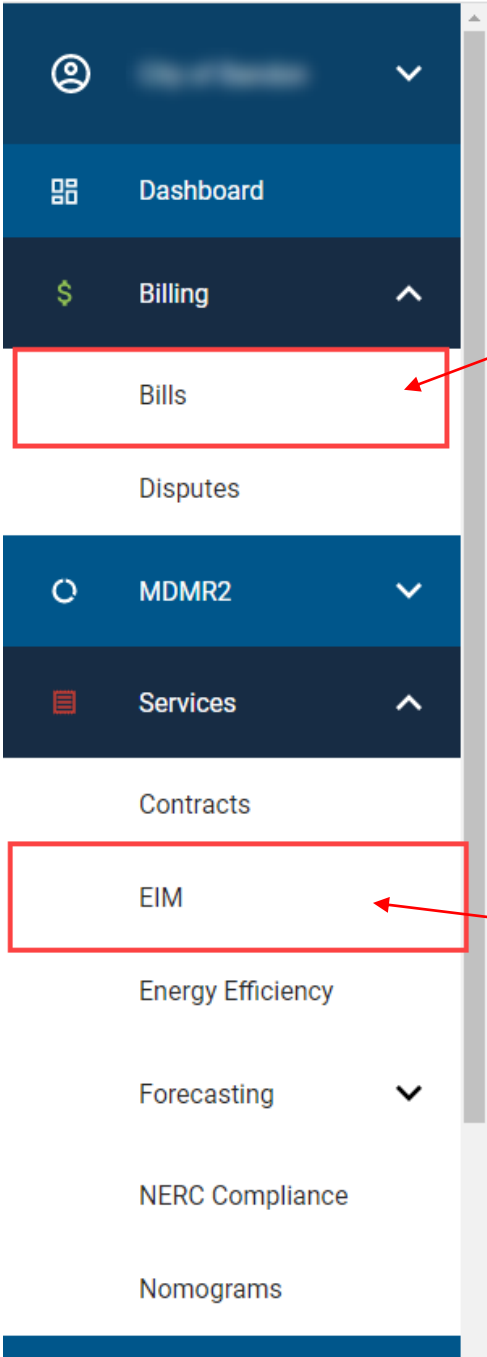 Dashboard
$ Billing
Bills
Disputes
MDMR2
Services
Contracts
EIM
Energy Efficiency
Forecasting
NERC Compliance
Nomograms